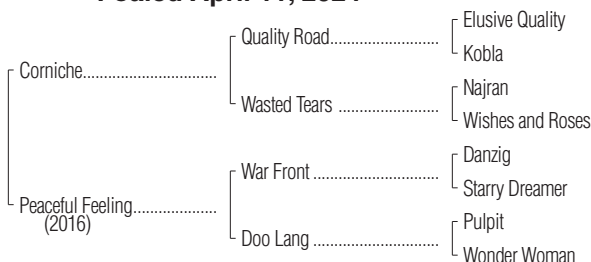 Foaled April 11, 2024
Elusive Quality
Quality Road
Kobla
Corniche
Najran
Wasted Tears
Wishes and Roses
Danzig
War Front
Starry Dreamer
Peaceful Feeling
(2016)
Pulpit
Doo Lang
Wonder Woman